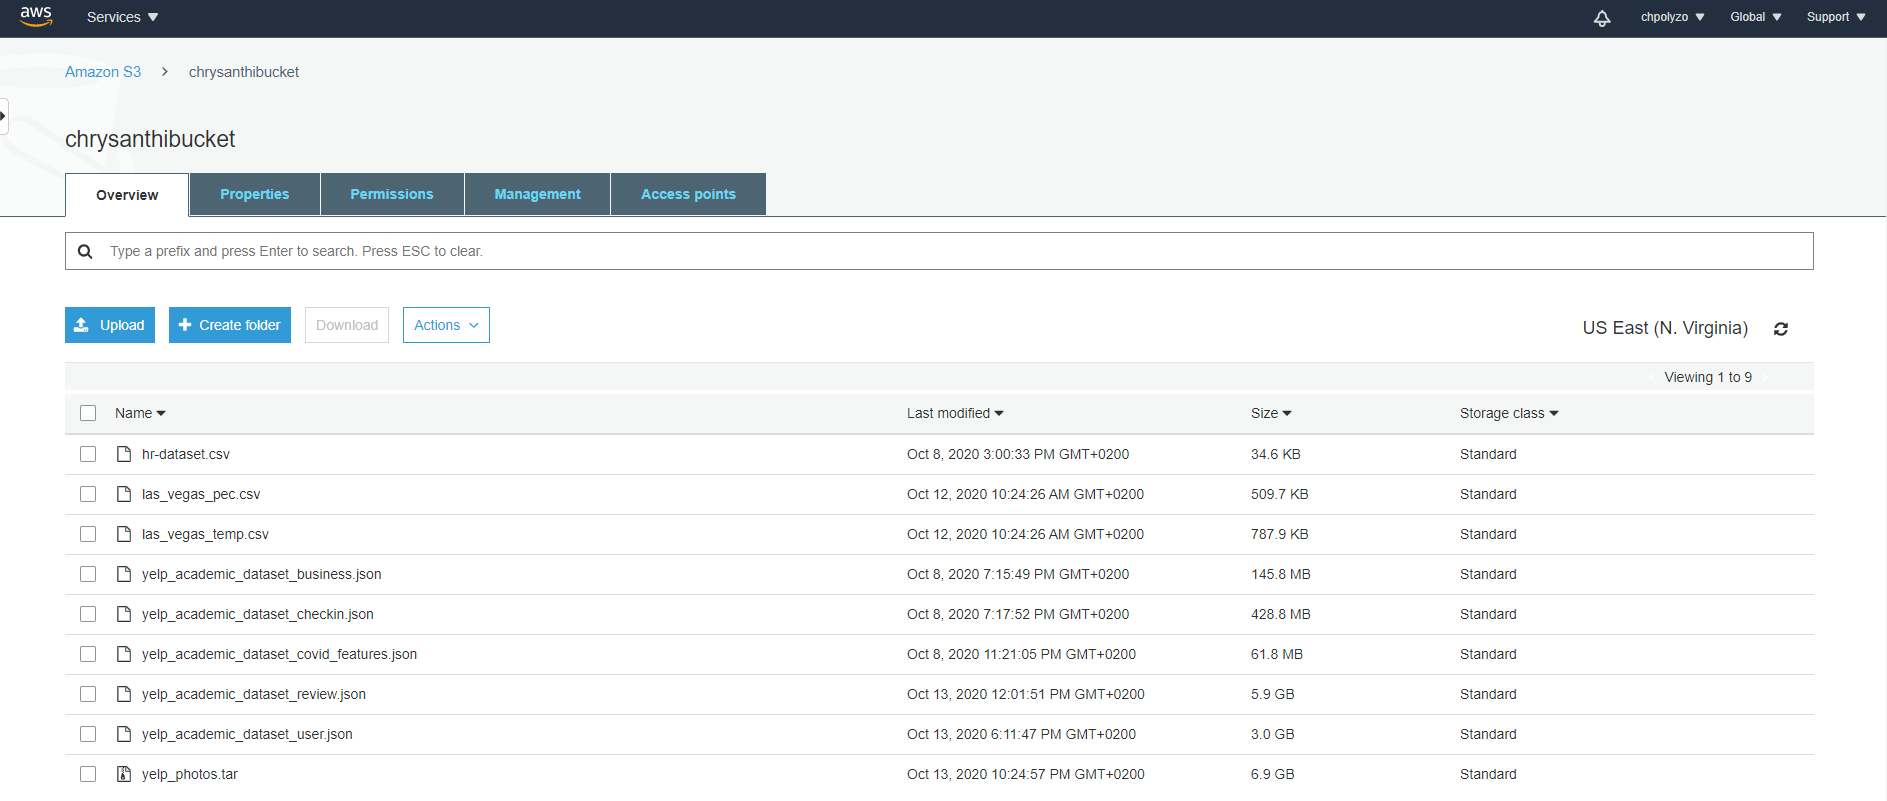 aws Services chpolyzo Global Support
Amazon S3 > chrysanthibucket
chrysanthibucket
Overview Properties Permissions Management Access points
Type a prefix and press Enter to search. Press ESC to clear.
Upload Create folder Download Actions US East (N. Virginia)
Viewing 1 to 9
Name Last modified Size Storage class
hr-dataset.csv Oct 8, 2020 3:00:33 PM GMT+0200 34.6 KB Standard
las_vegas_pec.csv Oct 12, 2020 10:24:26 AM GMT+0200 509.7 KB Standard
las_vegas_temp.csv Oct 12, 2020 10:24:26 AM GMT+0200 787.9 KB Standard
yelp_academic_dataset_business.json Oct 8, 2020 7:15:49 PM GMT+0200 145.8 MB Standard
yelp_academic_dataset_checkin.json Oct 8, 2020 7:17:52 PM GMT+0200 428.8 MB Standard
yelp_academic_dataset_covid_features.json Oct 8, 2020 11:21:05 PM GMT+0200 61.8 MB Standard
yelp_academic_dataset_review.json Oct 13, 2020 12:01:51 PM GMT+0200 5.9 GB Standard
yelp_academic_dataset_user.json Oct 13, 2020 6:11:47 PM GMT+0200 3.0 GB Standard
yelp_photos.tar Oct 13, 2020 10:24:57 PM GMT+0200 6.9 GB Standard